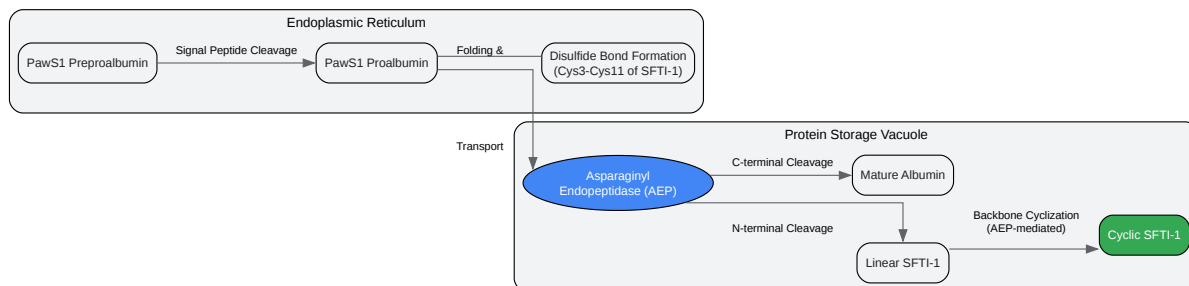 Endoplasmic Reticulum
PawS1 Preproalbumin
Signal Peptide Cleavage
PawS1 Proalbumin
Folding &
Disulfide Bond Formation
(Cys3-Cys11 of SFTI-1)
Transport
Protein Storage Vacuole
Asparaginyl
Endopeptidase (AEP)
C-terminal Cleavage
Mature Albumin
N-terminal Cleavage
Linear SFTI-1
Backbone Cyclization
(AEP-mediated)
Cyclic SFTI-1